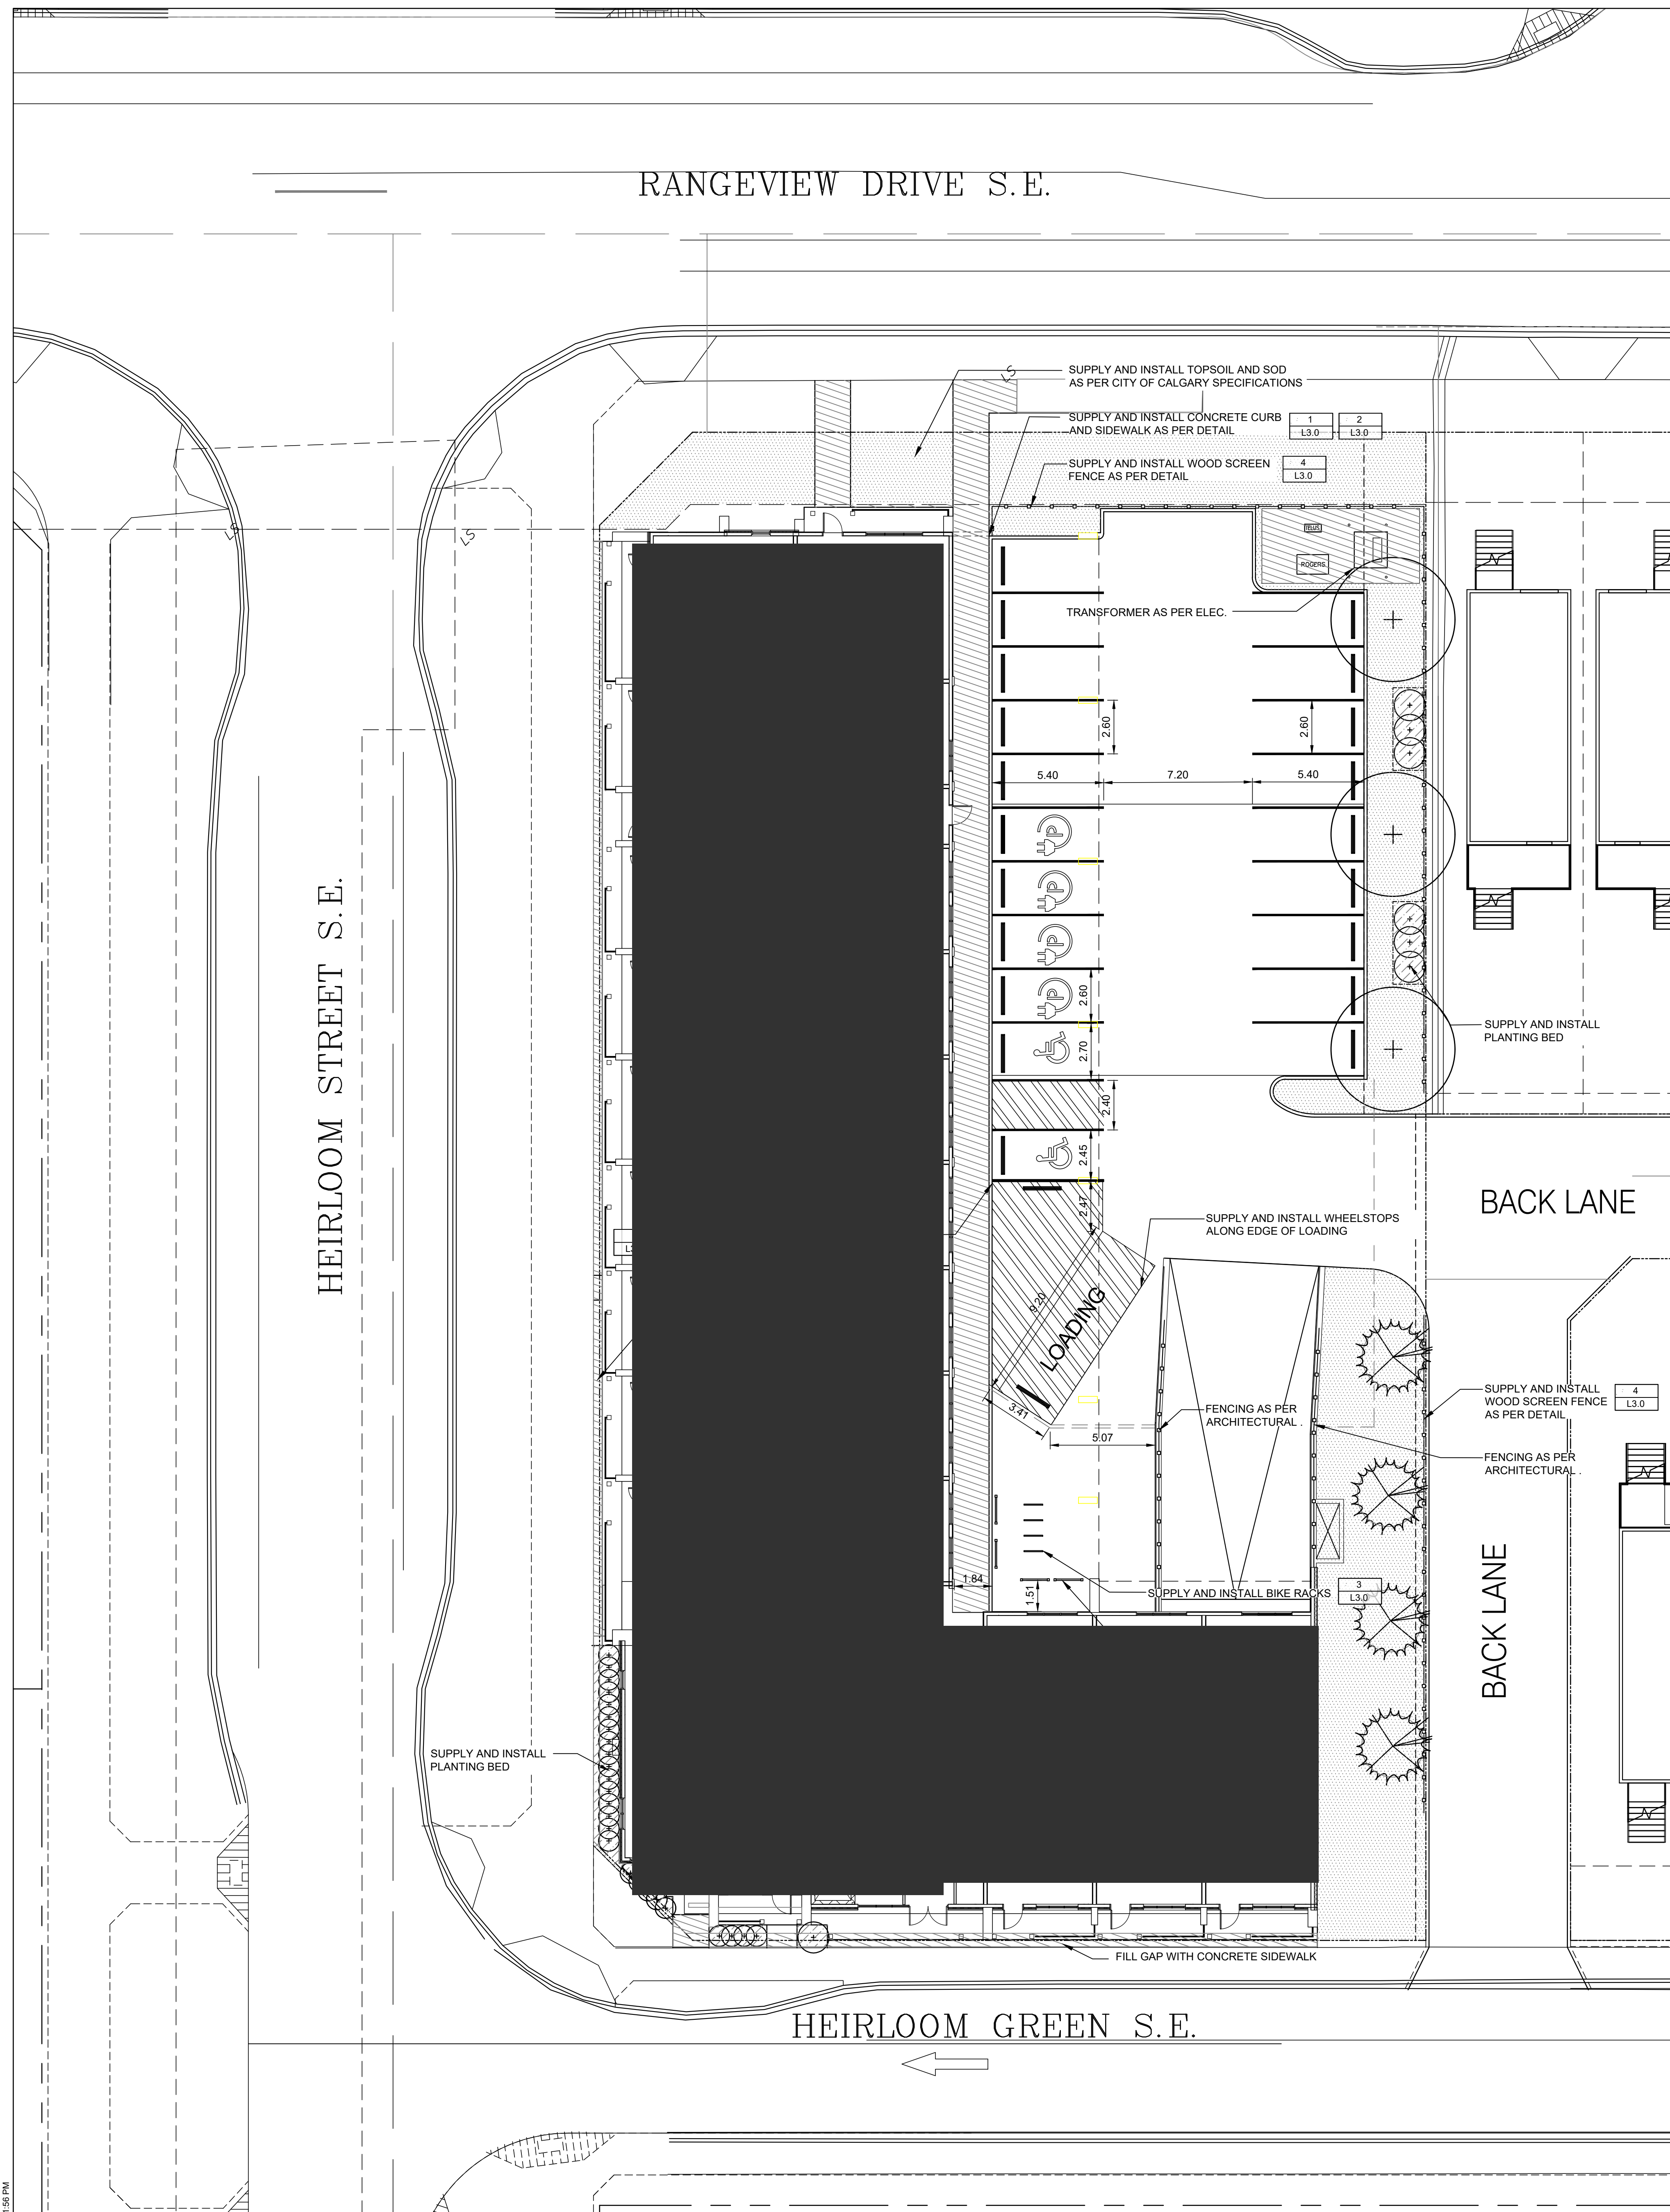 RANGEVIEW DRIVE S.E.
SUPPLY AND INSTALL TOPSOIL AND SOD
AS PER CITY OF CALGARY SPECIFICATIONS
LS
SUPPLY AND INSTALL CONCRETE CURB
AND SIDEWALK AS PER DETAIL
1
L3.0
2
L3.0
SUPPLY AND INSTALL WOOD SCREEN
FENCE AS PER DETAIL
4
L3.0
LS
LS
TELUS
ROGERS
TRANSFORMER AS PER ELEC.
2.60
2.60
5.40
7.20
5.40
P
P
P
P
2.60
2.70
2.40
2.45
2.47
HEIRLOOM STREET S.E.
SUPPLY AND INSTALL
PLANTING BED
BACK LANE
SUPPLY AND INSTALL WHEELSTOPS
ALONG EDGE OF LOADING
9.20
LOADING
3.41
5.07
FENCING AS PER
ARCHITECTURAL .
SUPPLY AND INSTALL
WOOD SCREEN FENCE
AS PER DETAIL
4
L3.0
FENCING AS PER
ARCHITECTURAL .
1.84
1.51
SUPPLY AND INSTALL BIKE RACKS
3
L3.0
BACK LANE
SUPPLY AND INSTALL
PLANTING BED
FILL GAP WITH CONCRETE SIDEWALK
HEIRLOOM GREEN S.E.
:56 PM